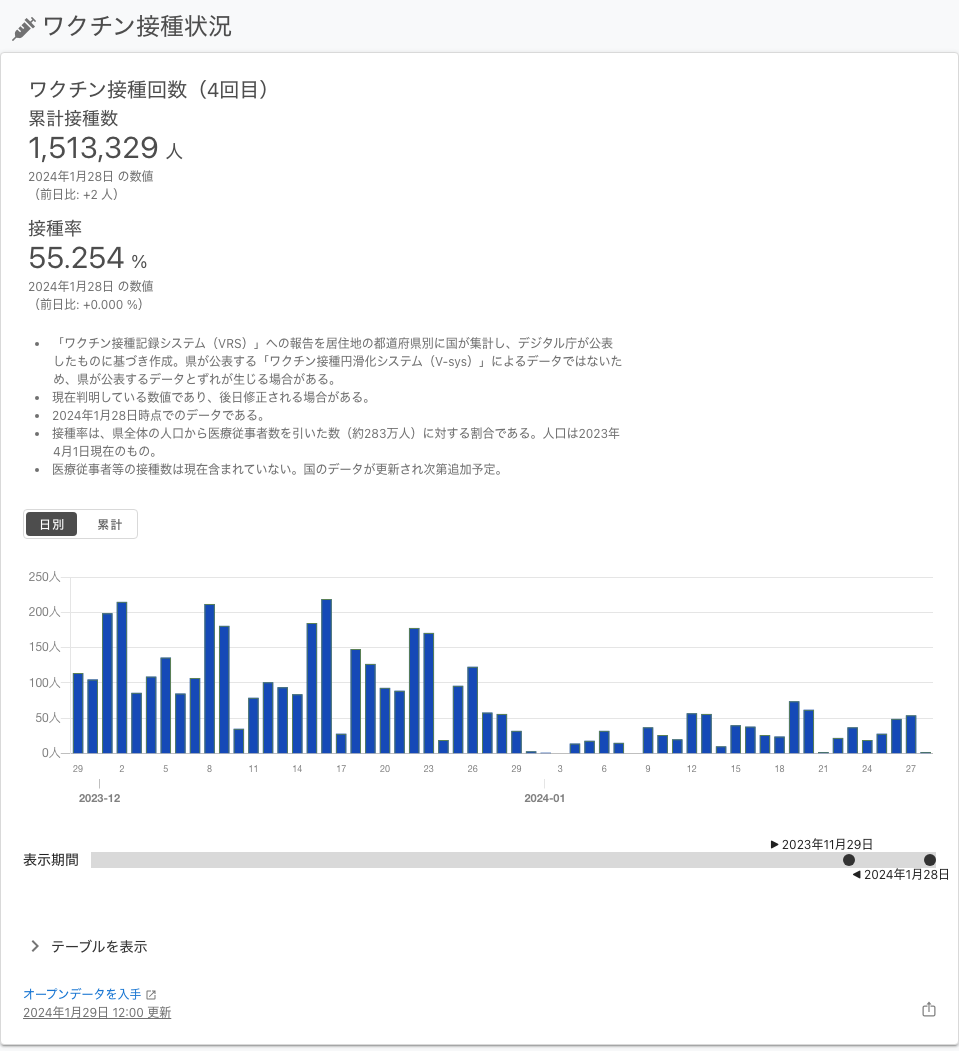 ワクチン接種状況
ワクチン接種回数（4回目）
累計接種数
1,513,329 人
2024年1月28日 の数値
（前日比: +2 人）
接種率
55.254 %
2024年1月28日 の数値
（前日比: +0.000 %）
• 「ワクチン接種記録システム（VRS）」への報告を居住地の都道府県別に国が集計し、デジタル庁が公表
したものに基づき作成。県が公表する「ワクチン接種円滑化システム（V-sys）」によるデータではないた
め、県が公表するデータとずれが生じる場合がある。
• 現在判明している数値であり、後日修正される場合がある。
• 2024年1月28日時点でのデータである。
• 接種率は、県全体の人口から医療従事者数を引いた数（約283万人）に対する割合である。人口は2023年
4月1日現在のもの。
• 医療従事者等の接種数は現在含まれていない。国のデータが更新され次第追加予定。
日別 累計
250人
200人
150人
100人
50人
0人
29 2 5 8 11 14 17 20 23 26 29 3 6 9 12 15 18 21 24 27
2023-12 2024-01
▶ 2023年11月29日
表示期間
◀ 2024年1月28日
テーブルを表示
オープンデータを入手
2024年1月29日 12:00 更新